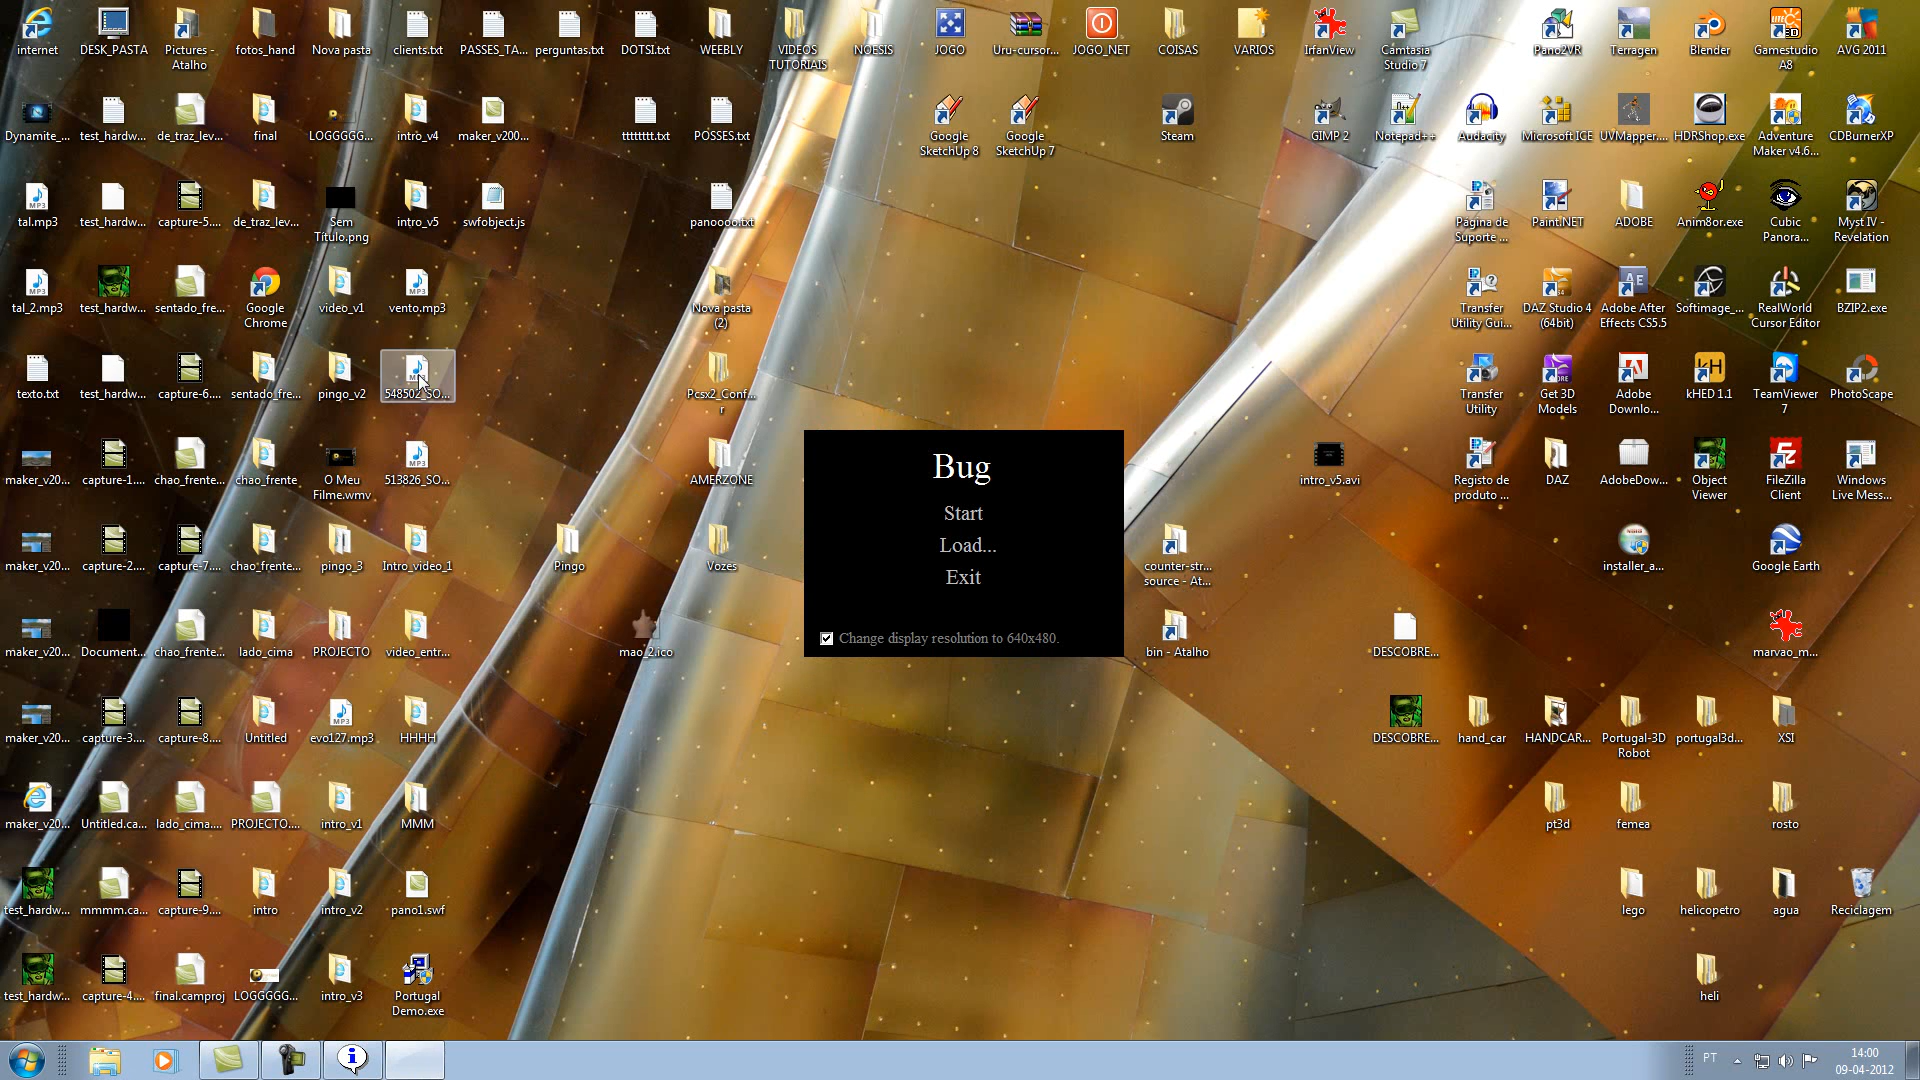 internet
DESK_PASTA
Pictures -
Atalho
fotos_hand
Nova pasta
clients.txt
PASSES_TA...
perguntas.txt
DOTSI.txt
WEEBLY
VIDEOS
TUTORIAIS
NOESIS
JOGO
Uru-cursor...
JOGO_NET
COISAS
VARIOS
IrfanView
Camtasia
Studio 7
Pano2VR
Terragen
Blender
Gamestudio
A8
AVG 2011
Dynamite_...
test_hardw...
de_traz_lev...
final
LOGGGGG...
intro_v4
maker_v200...
tttttttt.txt
POSSES.txt
Google
SketchUp 8
Google
SketchUp 7
Steam
GIMP 2
Notepad++
Audacity
Microsoft ICE
UVMapper....
HDRShop.exe
Adventure
Maker v4.6...
CDBurnerXP
tal.mp3
test_hardw...
capture-5....
de_traz_lev...
Sem
Título.png
intro_v5
swfobject.js
panoooo.txt
Página de
Suporte ...
Paint.NET
ADOBE
Anim8or.exe
Cubic
Panora...
Myst IV -
Revelation
tal_2.mp3
test_hardw...
sentado_fre...
Google
Chrome
video_v1
vento.mp3
Nova pasta
(2)
Transfer
Utility Gui...
DAZ Studio 4
(64bit)
Adobe After
Effects CS5.5
Softimage_...
RealWorld
Cursor Editor
BZIP2.exe
texto.txt
test_hardw...
capture-6....
sentado_fre...
pingo_v2
548502_SO...
Pcsx2_Conf...
r
Transfer
Utility
Get 3D
Models
Adobe
Downlo...
kHED 1.1
TeamViewer
7
PhotoScape
maker_v20...
capture-1....
chao_frente...
chao_frente
O Meu
Filme.wmv
513826_SO...
AMERZONE
intro_v5.avi
Registo de
produto ...
DAZ
AdobeDow...
Object
Viewer
FileZilla
Client
Windows
Live Mess...
Bug
Start
Load...
Exit
Change display resolution to 640x480.
maker_v20...
capture-2....
capture-7....
chao_frente...
pingo_3
Intro_video_1
Pingo
Vozes
counter-str...
source - At...
installer_a...
Google Earth
maker_v20...
Document...
chao_frente...
lado_cima
PROJECTO
video_entr...
mao_2.ico
bin - Atalho
DESCOBRE...
marvao_m...
maker_v20...
capture-3....
capture-8....
Untitled
evo127.mp3
HHHH
DESCOBRE...
hand_car
HANDCAR...
Portugal-3D
Robot
portugal3d...
XSI
maker_v20...
Untitled.ca...
lado_cima....
PROJECTO....
intro_v1
MMM
pt3d
femea
rosto
test_hardw...
mmmm.ca...
capture-9....
intro
intro_v2
pano1.swf
lego
helicopetro
agua
Reciclagem
test_hardw...
capture-4....
final.camproj
LOGGGGG...
intro_v3
Portugal
Demo.exe
heli
PT
14:00
09-04-2012